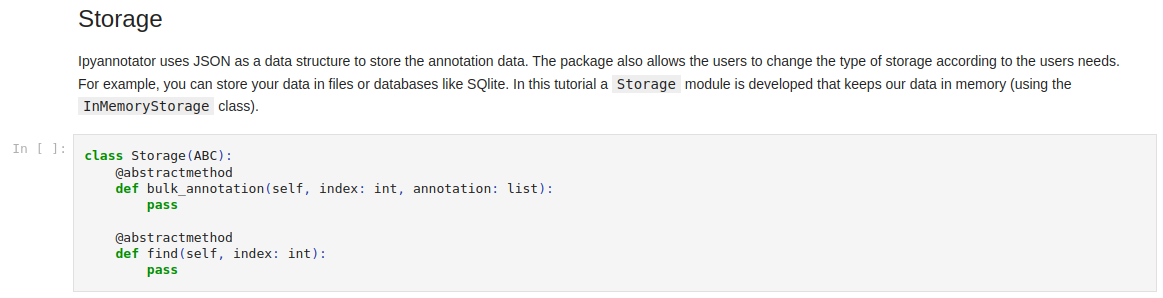 Storage
Ipyannotator uses JSON as a data structure to store the annotation data. The package also allows the users to change the type of storage according to the users needs.
For example, you can store your data in files or databases like SQlite. In this tutorial a Storage module is developed that keeps our data in memory (using the
InMemoryStorage class).
In [ ]:
class Storage(ABC):
    @abstractmethod
    def bulk_annotation(self, index: int, annotation: list):
        pass

    @abstractmethod
    def find(self, index: int):
        pass